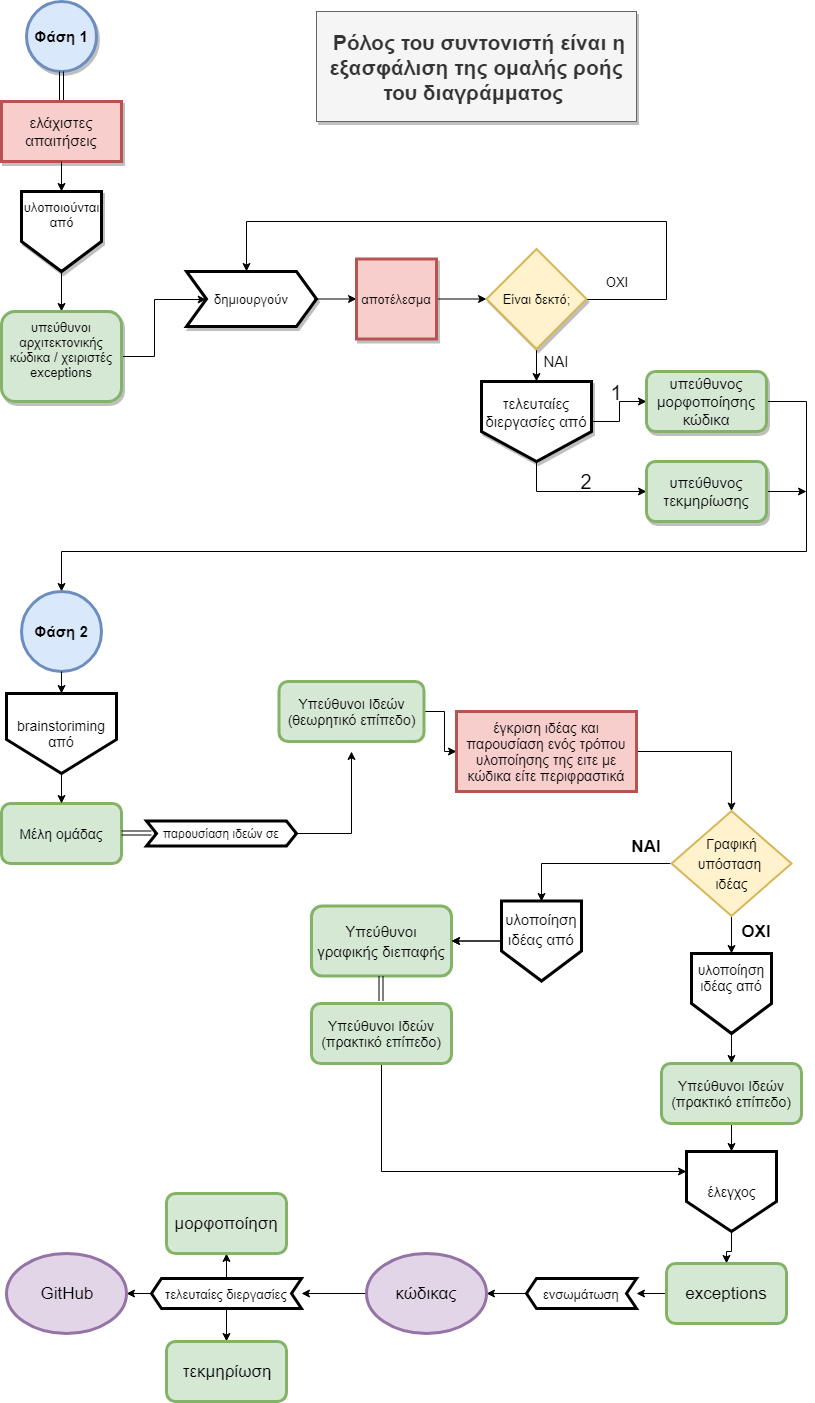 Φάση 1
Ρόλος του συντονιστή είναι η
εξασφάλιση της ομαλής ροής
του διαγράμματος
ελάχιστες
απαιτήσεις
υλοποιούνται
από
υπεύθυνοι
αρχιτεκτονικής
κώδικα / χειριστές
exceptions
δημιουργούν
αποτέλεσμα
Είναι δεκτό;
ΟΧΙ
ΝΑΙ
τελευταίες
διεργασίες από
1
υπεύθυνος
μορφοποίησης
κώδικα
2
υπεύθυνος
τεκμηρίωσης
Φάση 2
brainstoriming
από
Μέλη ομάδας
παρουσίαση ιδεών σε
Υπεύθυνοι Ιδεών
(θεωρητικό επίπεδο)
έγκριση ιδέας και
παρουσίαση ενός τρόπου
υλοποίησης της ειτε με
κώδικα είτε περιφραστικά
Γραφική
υπόσταση
ιδέας
ΝΑΙ
ΟΧΙ
υλοποίηση
ιδέας από
Υπεύθυνοι
γραφικής διεπαφής
Υπεύθυνοι Ιδεών
(πρακτικό επίπεδο)
υλοποίηση
ιδέας από
Υπεύθυνοι Ιδεών
(πρακτικό επίπεδο)
έλεγχος
exceptions
ενσωμάτωση
κώδικας
τελευταίες διεργασίες
μορφοποίηση
τεκμηρίωση
GitHub